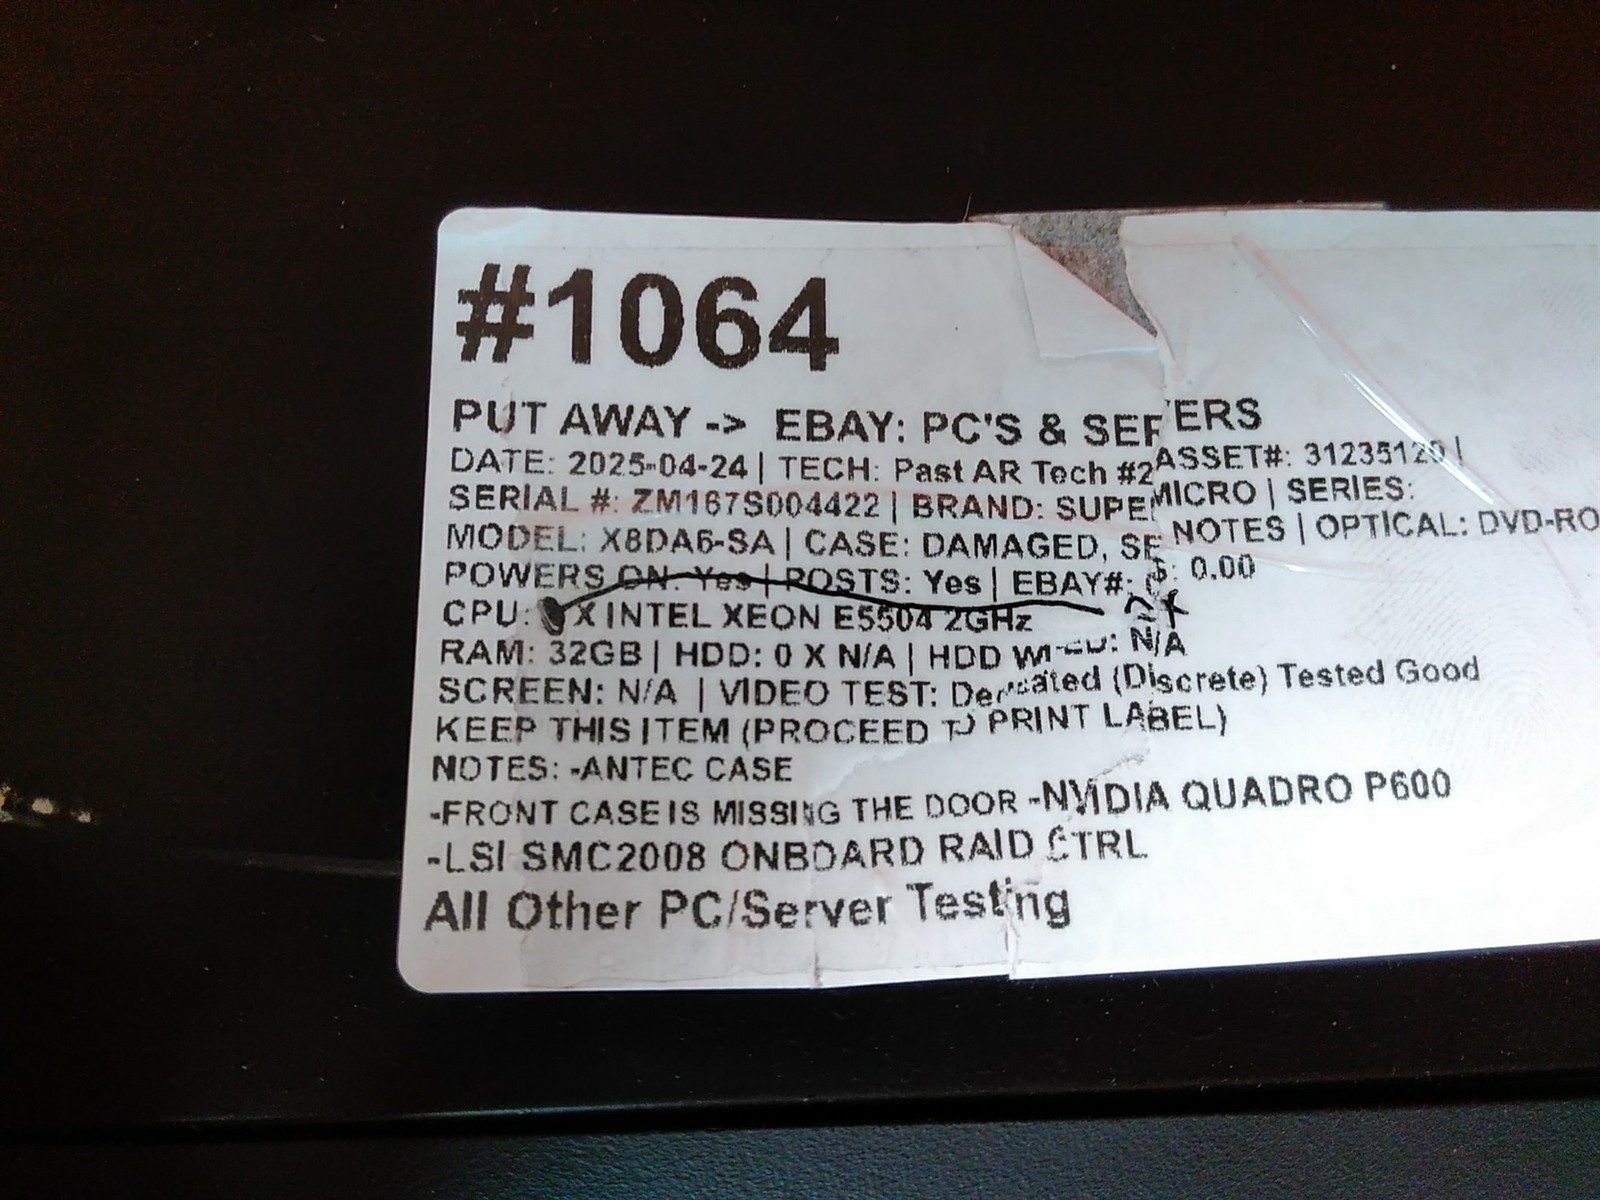 #1064
PUT AWAY -> EBAY: PC'S & SERVERS
DATE: 2025-04-24 | TECH: Past AR Tech #2 ASSET#: 31235120 |
SERIAL #: ZM167S004422 | BRAND: SUPERMICRO | SERIES:
MODEL: X8DA6-SA | CASE: DAMAGED, SE NOTES | OPTICAL: DVD-RO
POWERS ON: Yes | POSTS: Yes | EBAY#: $: 0.00
CPU: X INTEL XEON E5504 2GHz 2x
RAM: 32GB | HDD: 0 X N/A | HDD N/A
SCREEN: N/A | VIDEO TEST: Dedicated (Discrete) Tested Good
KEEP THIS ITEM (PROCEED TO PRINT LABEL)
NOTES: -ANTEC CASE
-FRONT CASE IS MISSING THE DOOR -NVIDIA QUADRO P600
-LSI SMC2008 ONBOARD RAID CTRL
All Other PC/Server Testing